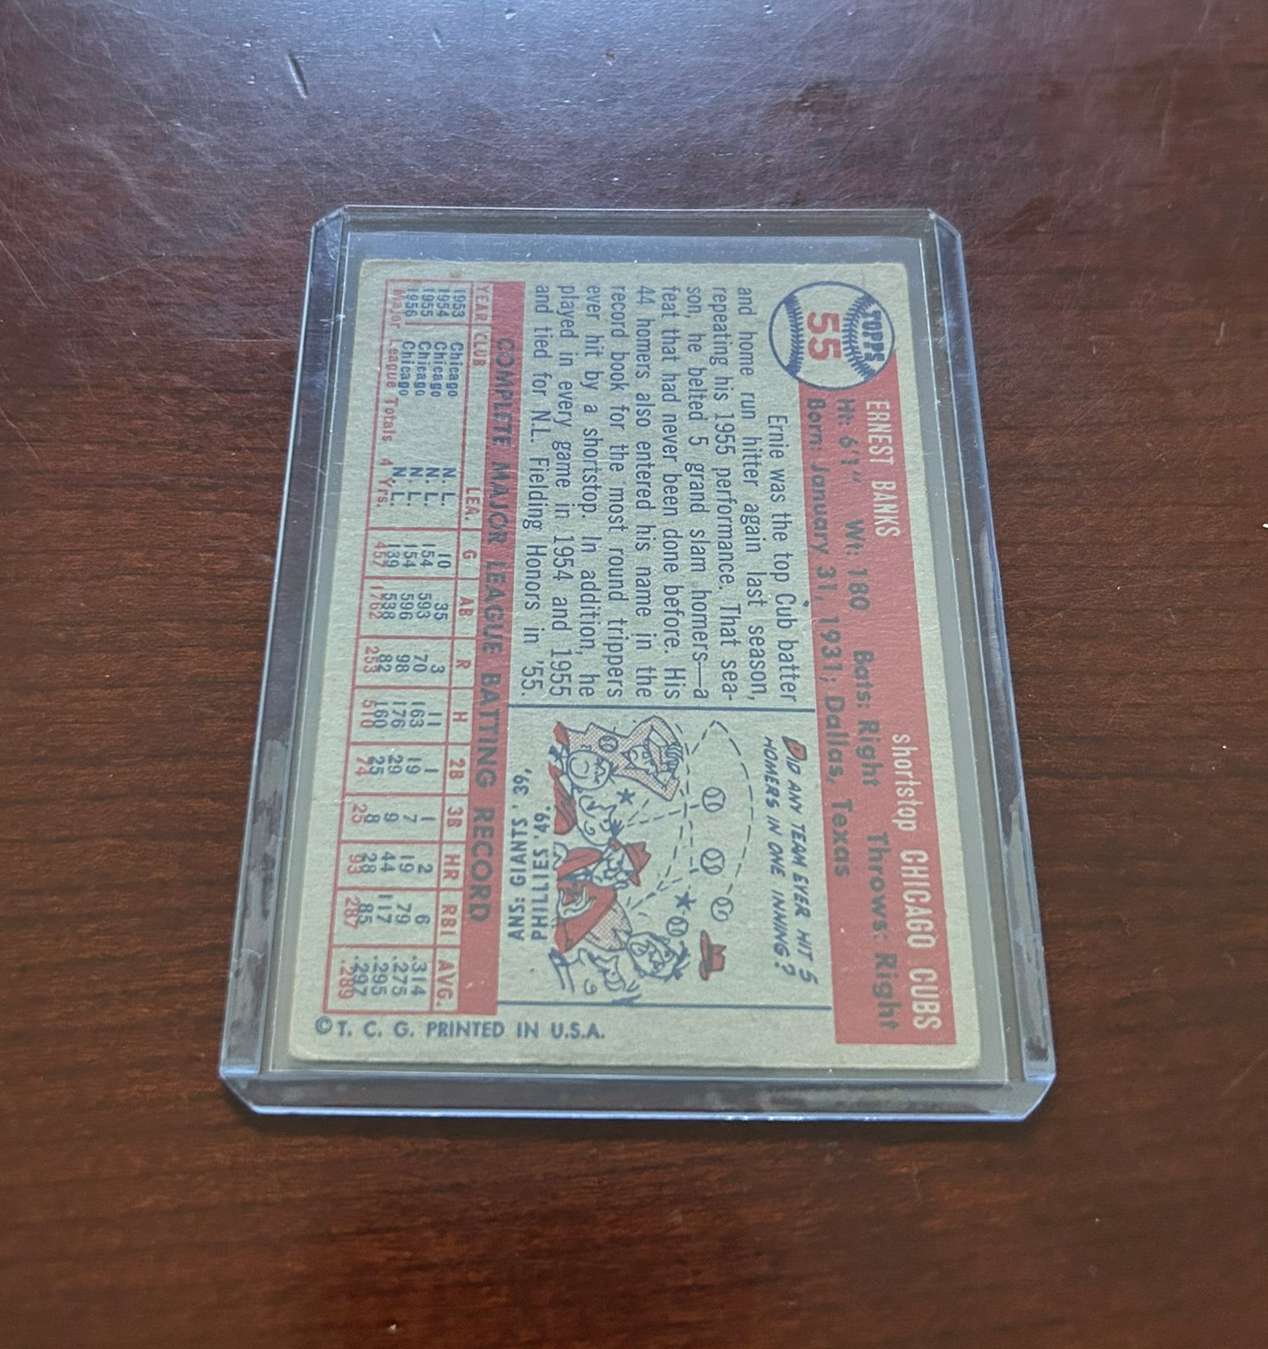 TOPPS
55
ERNEST BANKS shortstop CHICAGO CUBS
Ht: 6'1" Wt: 180 Bats: Right Throws: Right
Born: January 31, 1931; Dallas, Texas
Ernie was the top Cub batter
and home run hitter again last season,
repeating his 1955 performance. That sea-
son, he belted 5 grand slam homers—a
feat that had never been done before. His
44 homers also entered his name in the
record book for the most round trippers
ever hit by a shortstop. In addition, he
played in every game in 1954 and 1955
and tied for N.L. Fielding Honors in '55.
DID ANY TEAM EVER HIT 5
HOMERS IN ONE INNING?
ANS: GIANTS '39,
PHILLIES '49.
COMPLETE MAJOR LEAGUE BATTING RECORD
YEAR CLUB LEA. G AB R H 2B 3B HR RBI AVG.
1953 Chicago N. L. 10 35 3 11 1 1 2 6 .314
1954 Chicago N. L. 154 593 70 163 19 7 19 79 .275
1955 Chicago N. L. 154 596 98 176 29 9 44 117 .295
1956 Chicago N. L. 139 538 82 160 25 8 28 85 .297
Major League Totals 4 Yrs. 457 1762 253 510 74 25 93 287 .289
©T. C. G. PRINTED IN U.S.A.